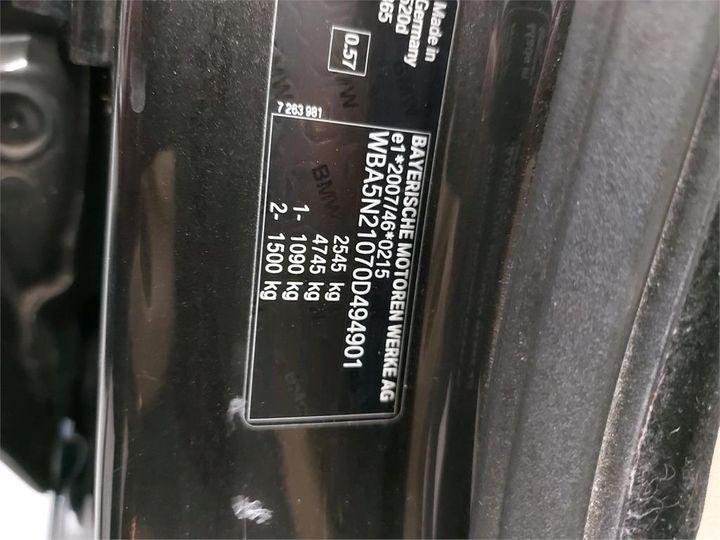 Made in
Germany
520d
0.57
7 263 981
BAYERISCHE MOTOREN WERKE AG
e1*2007/46*0215
WBA5N21070D494901
2545 kg
4745 kg
1- 1090 kg
2- 1500 kg
BMW